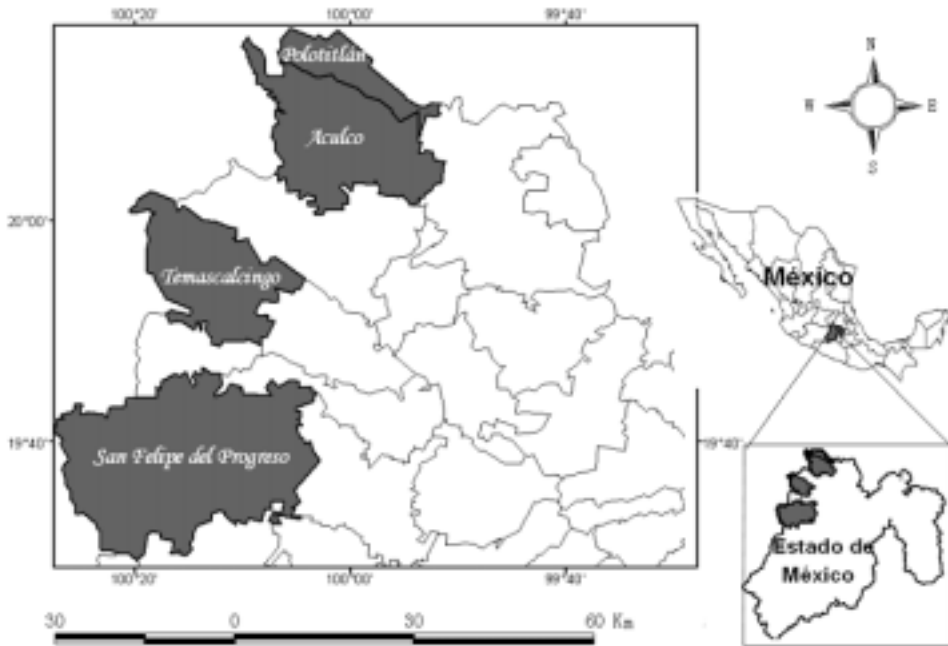 100°20'
100°00'
99°40'
Polotitlán
Aculco
N
W
E
S
20°00'
Temascalcingo
México
19°40'
San Felipe del Progreso
19°40'
Estado de
México
100°20'
100°00'
99°40'
30
0
30
60 Km